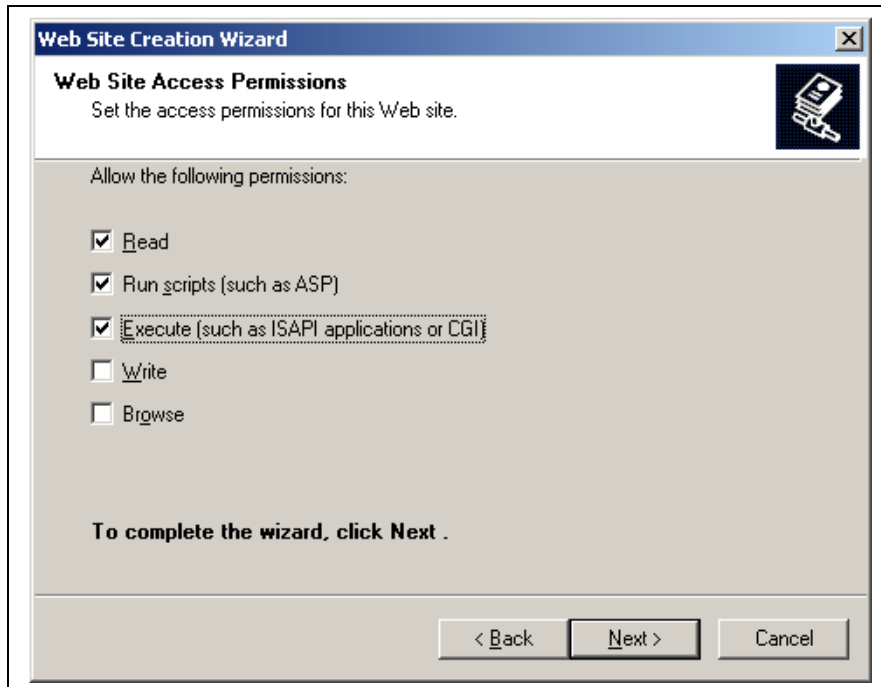 Web Site Creation Wizard
Web Site Access Permissions
Set the access permissions for this Web site.
Allow the following permissions:
Read
Run scripts (such as ASP)
Execute (such as ISAPI applications or CGI)
Write
Browse
To complete the wizard, click Next .
< Back Next > Cancel